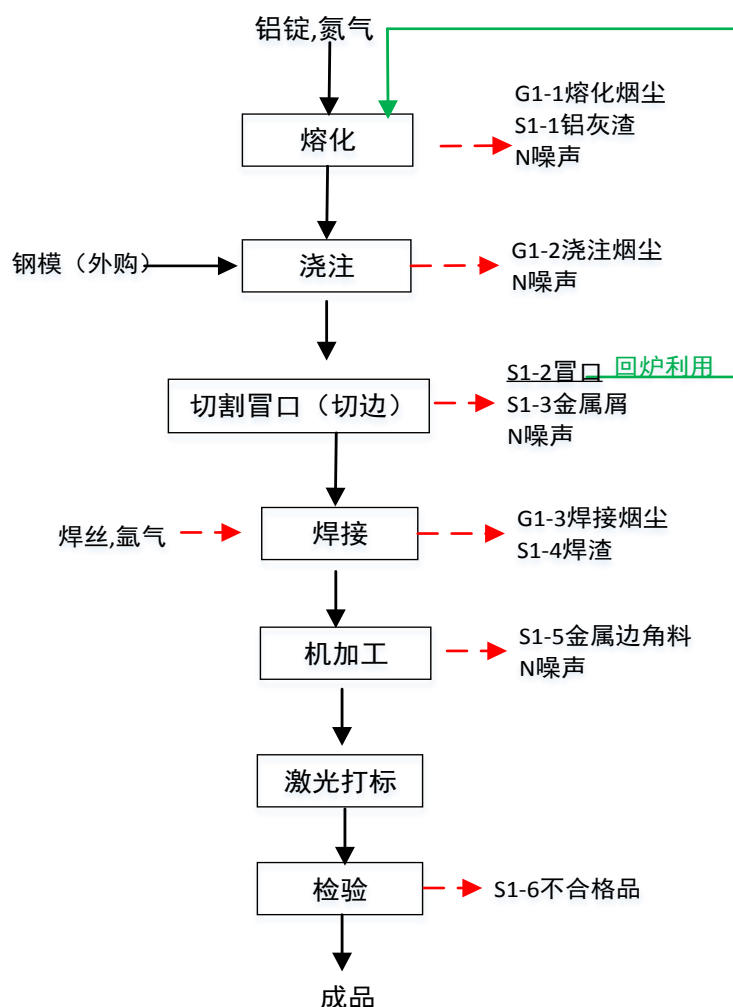 铝锭,氮气
G1-1熔化烟尘
S1-1铝灰渣
N噪声
熔化
钢模（外购）
浇注
G1-2浇注烟尘
N噪声
S1-2冒口
回炉利用
切割冒口（切边）
S1-3金属屑
N噪声
焊丝,氩气
焊接
G1-3焊接烟尘
S1-4焊渣
机加工
S1-5金属边角料
N噪声
激光打标
检验
S1-6不合格品
成品